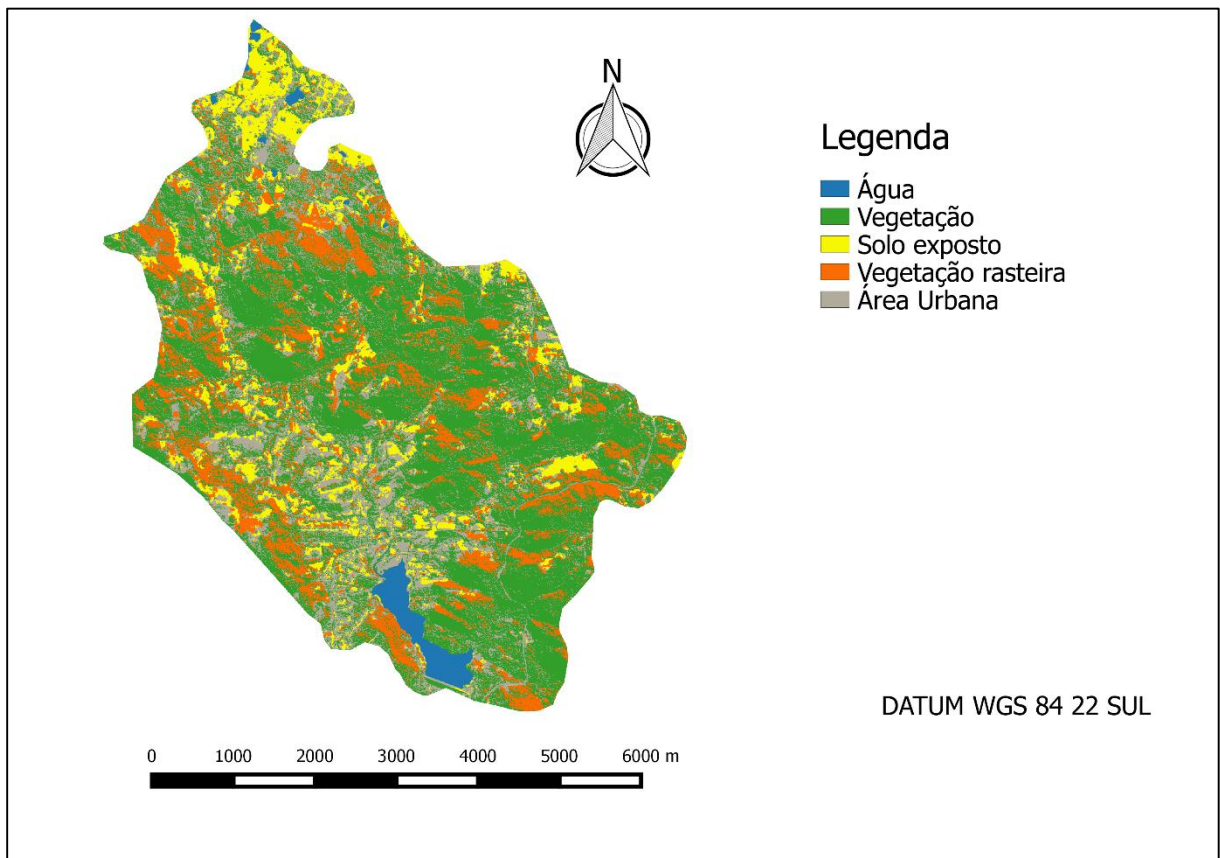 N
Legenda
Água
Vegetação
Solo exposto
Vegetação rasteira
Área Urbana
DATUM WGS 84 22 SUL
0 1000 2000 3000 4000 5000 6000 m